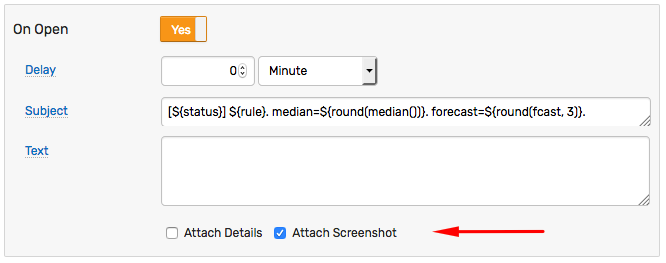 On Open Yes
Delay 0 Minute
Subject [${status}] ${rule}. median=${round(median())}. forecast=${round(fcast, 3)}.
Text
Attach Details Attach Screenshot